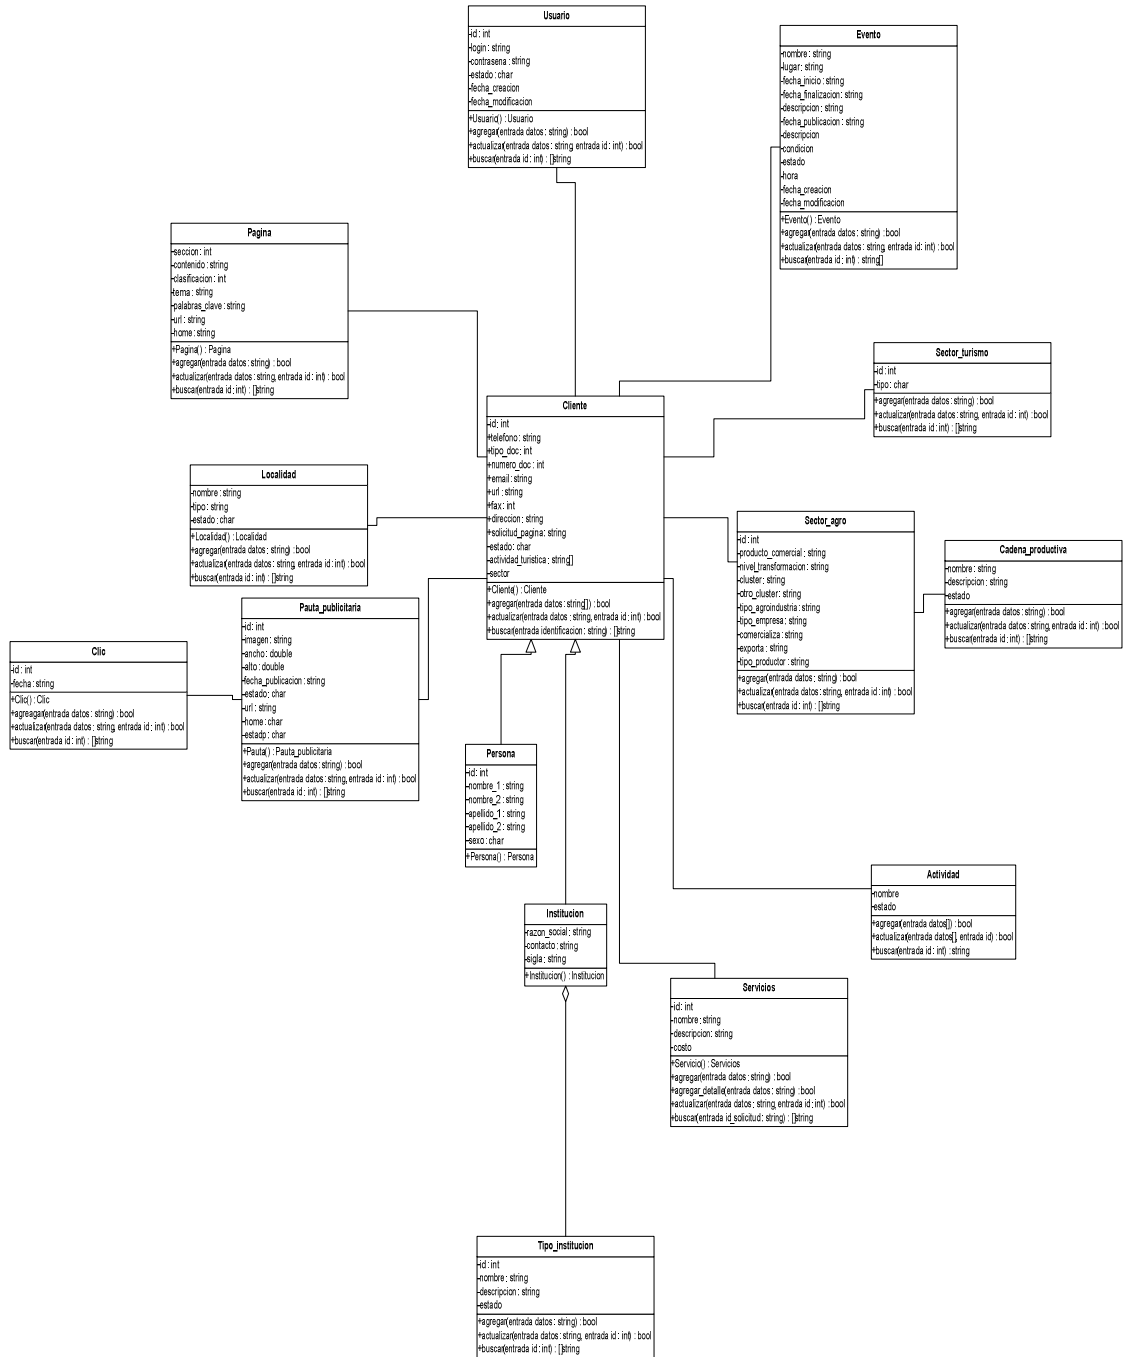 Usuario
-id : int
-login : string
-contrasena : string
-estado : char
-fecha_creacion
-fecha_modificacion
+Usuario() : Usuario
+agregar(entrada datos : string) : bool
+actualizar(entrada datos : string, entrada id : int) : bool
+buscar(entrada id : int) : []string
Evento
-nombre : string
-lugar : string
-fecha_inicio : string
-fecha_finalizacion : string
-descripcion : string
-fecha_publicacion : string
-descripcion
-condicion
-estado
-hora
-fecha_creacion
-fecha_modificacion
+Evento() : Evento
+agregar(entrada datos : string) : bool
+actualizar(entrada datos : string, entrada id : int) : bool
+buscar(entrada id : int) : string[]
Pagina
-seccion : int
-contenido : string
-clasificacion : int
-tema : string
-palabras_clave : string
-url : string
-home : string
+Pagina() : Pagina
+agregar(entrada datos : string) : bool
+actualizar(entrada datos : string, entrada id : int) : bool
+buscar(entrada id : int) : []string
Sector_turismo
-id : int
-tipo : char
+agregar(entrada datos : string) : bool
+actualizar(entrada datos : string, entrada id : int) : bool
+buscar(entrada id : int) : []string
Cliente
-id : int
+telefono : string
+tipo_doc : int
+numero_doc : int
+email : string
+url : string
+fax : int
+direccion : string
+solicitud_pagina : string
-estado : char
-actividad_turistica : string[]
-sector
+Cliente() : Cliente
+agregar(entrada datos : string[]) : bool
+actualizar(entrada datos : string, entrada id : int) : bool
+buscar(entrada identificacion : string) : []string
Localidad
-nombre : string
-tipo : string
-estado : char
+Localidad() : Localidad
+agregar(entrada datos : string) : bool
+actualizar(entrada datos : string, entrada id : int) : bool
+buscar(entrada id : int) : []string
Sector_agro
-id : int
-producto_comercial : string
-nivel_transformacion : string
-cluster : string
-otro_cluster : string
-tipo_agroindustria : string
-tipo_empresa : string
-comercializa : string
-exporta : string
-tipo_productor : string
+agregar(entrada datos : string) : bool
+actualizar(entrada datos : string, entrada id : int) : bool
+buscar(entrada id : int) : []string
Cadena_productiva
-nombre : string
-descripcion : string
-estado
+agregar(entrada datos : string) : bool
+actualizar(entrada datos : string, entrada id : int) : bool
+buscar(entrada id : int) : []string
Pauta_publicitaria
-id : int
-imagen : string
-ancho : double
-alto : double
-fecha_publicacion : string
-estado : char
-url : string
-home : char
-estadp : char
+Pauta() : Pauta_publicitaria
+agregar(entrada datos : string) : bool
+actualizar(entrada datos : string, entrada id : int) : bool
+buscar(entrada id : int) : []string
Clic
-id : int
-fecha : string
+Clic() : Clic
+agreagar(entrada datos : string) : bool
+actualizar(entrada datos : string, entrada id : int) : bool
+buscar(entrada id : int) : []string
Persona
-id : int
-nombre_1 : string
-nombre_2 : string
-apellido_1 : string
-apellido_2 : string
-sexo : char
+Persona() : Persona
Actividad
-nombre
-estado
+agregar(entrada datos[]) : bool
+actualizar(entrada datos[], entrada id) : bool
+buscar(entrada id : int) : string
Institucion
-razon_social : string
-contacto : string
-sigla : string
+Institucion() : Institucion
Servicios
-id : int
-nombre : string
-descripcion : string
-costo
+Servicio() : Servicios
+agregar(entrada datos : string) : bool
+agregar_detalle(entrada datos : string) : bool
+actualizar(entrada datos : string, entrada id : int) : bool
+buscar(entrada id_solicitud : string) : []string
Tipo_institucion
-id : int
-nombre : string
-descripcion : string
-estado
+agregar(entrada datos : string) : bool
+actualizar(entrada datos : string, entrada id : int) : bool
+buscar(entrada id : int) : []string